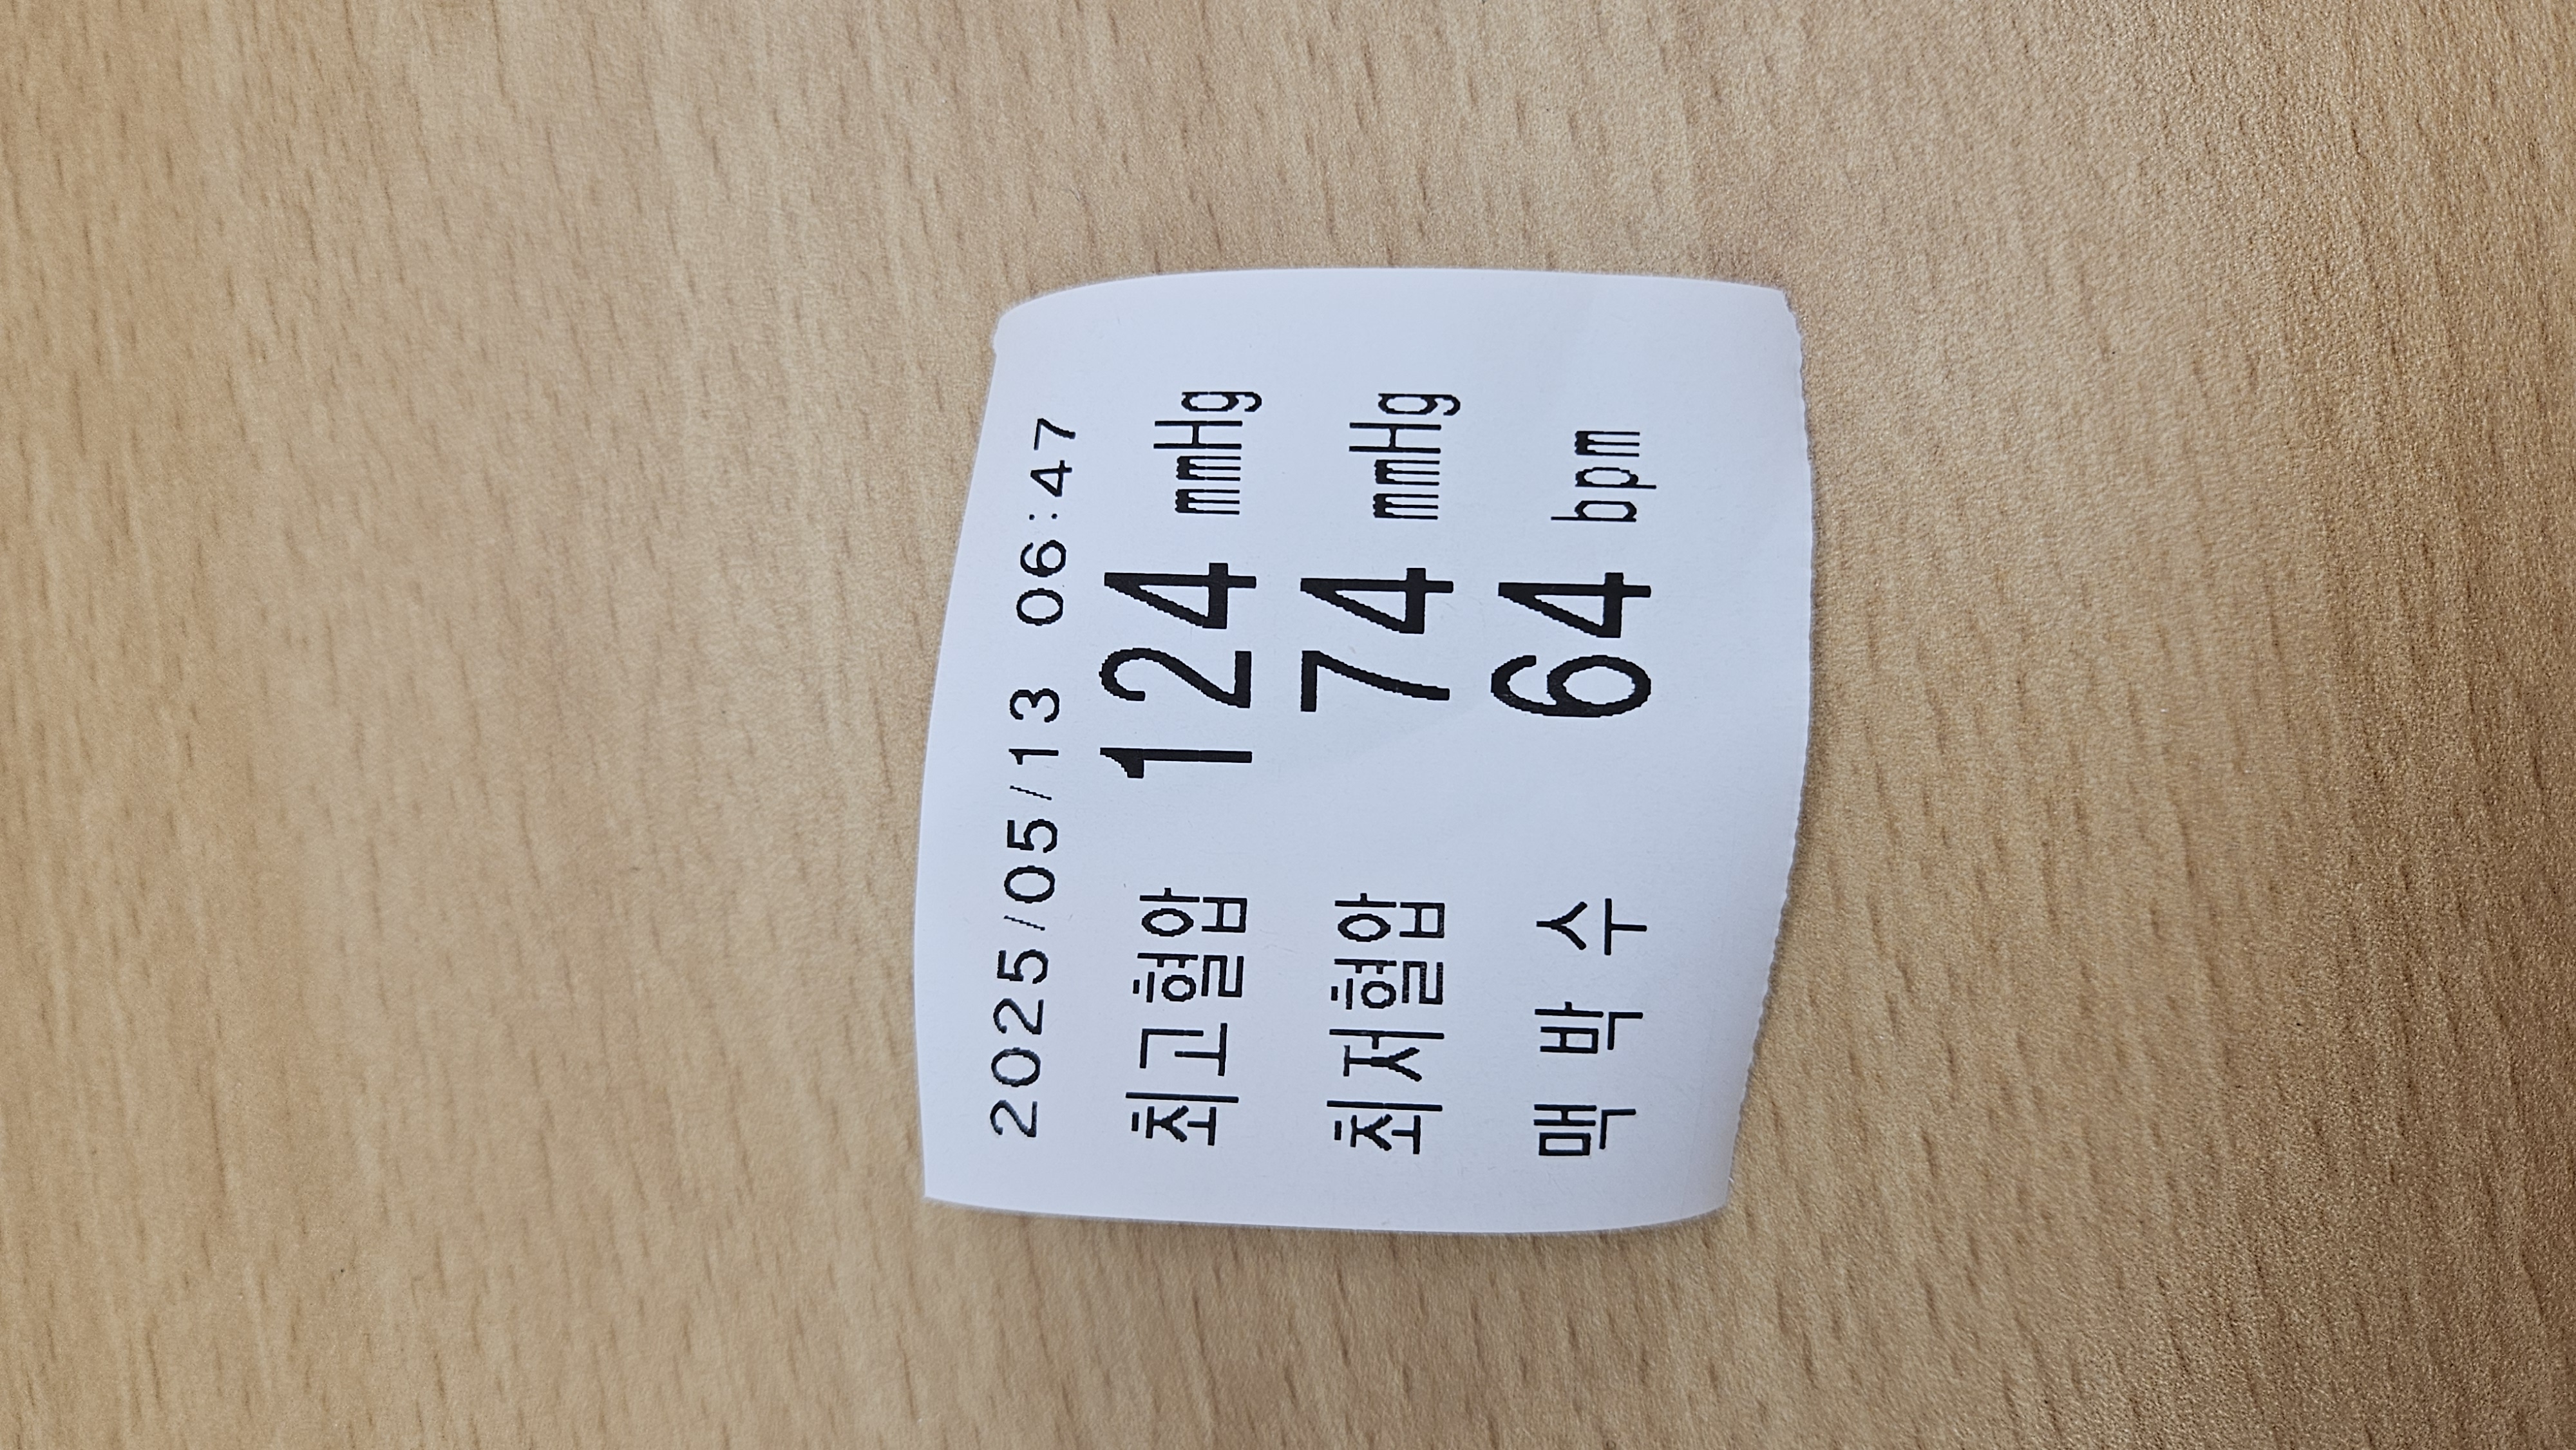 2025/05/13 06:47
최고혈압 124 mmHg
최저혈압 74 mmHg
맥 박 수 64 bpm